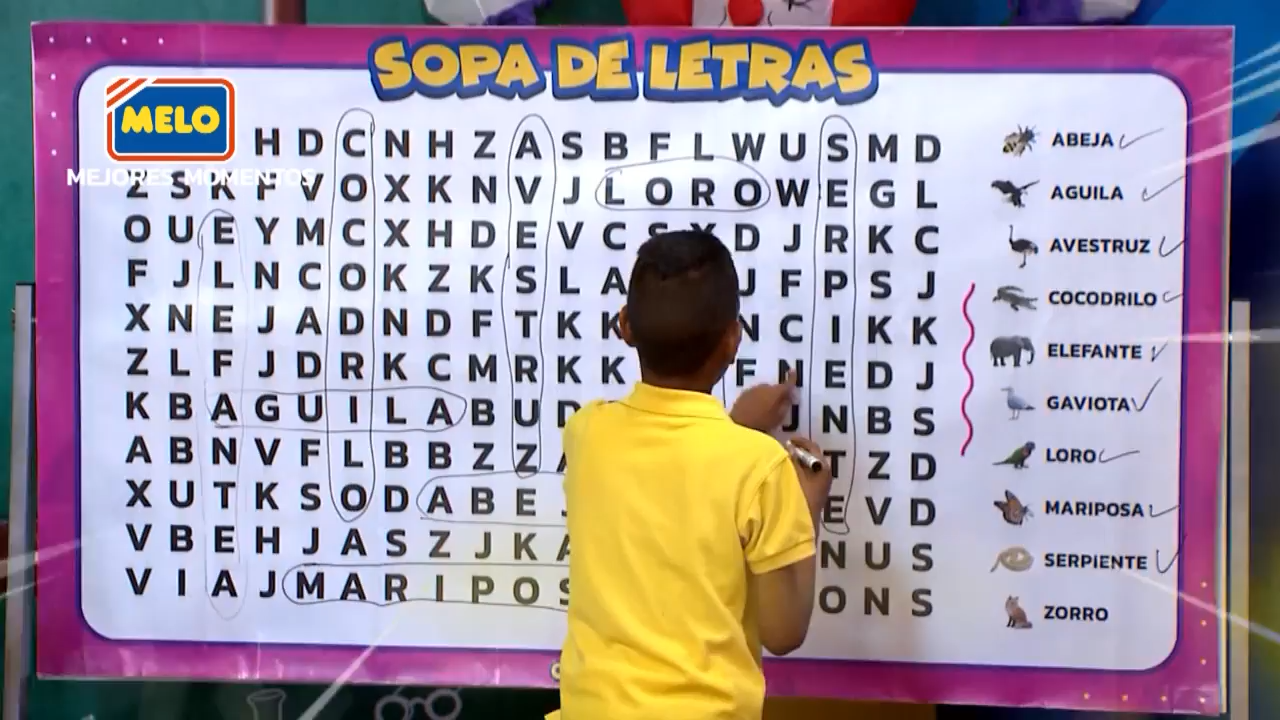 SOPA DE LETRAS
MELO
MEJORES MOMENTOS
H D C N H Z A S B F L W U S M D
Z S K F V O X K N V J L O R O W E G L
O U E Y M C X H D E V C S X D J R K C
F J L N C O K Z K S L A J F P S J
X N E J A D N D F T K K N C I K K
Z L F J D R K C M R K K F N E D J
K B A G U I L A B U D J N B S
A B N V F L B B Z Z T Z D
X U T K S O D A B E E V D
V B E H J A S Z J K A N U S
V I A J M A R I P O S O N S
ABEJA
AGUILA
AVESTRUZ
COCODRILO
ELEFANTE
GAVIOTA
LORO
MARIPOSA
SERPIENTE
ZORRO